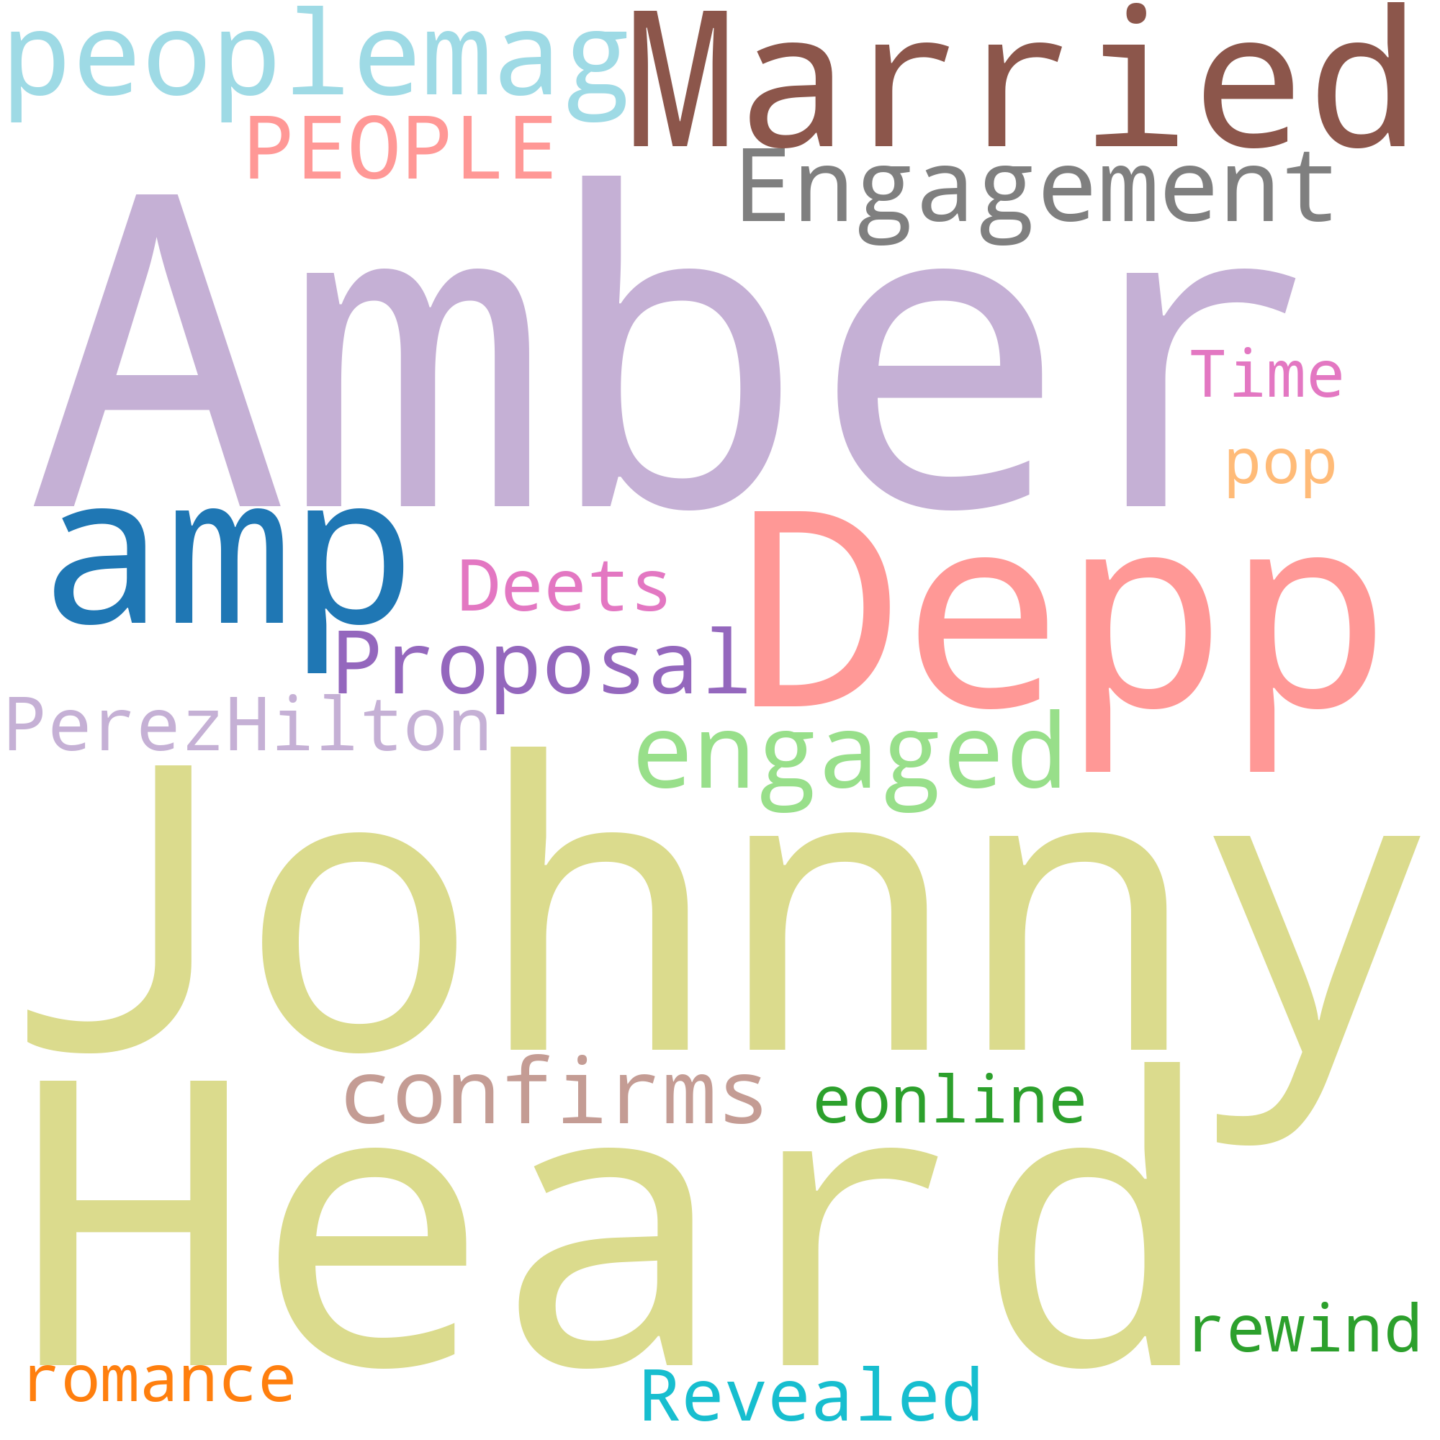 peoplemag Married
PEOPLE
Engagement
Amber
Time
pop
amp
Depp
Deets
Proposal
PerezHilton
engaged
Johnny
confirms
eonline
Heard
rewind
romance
Revealed